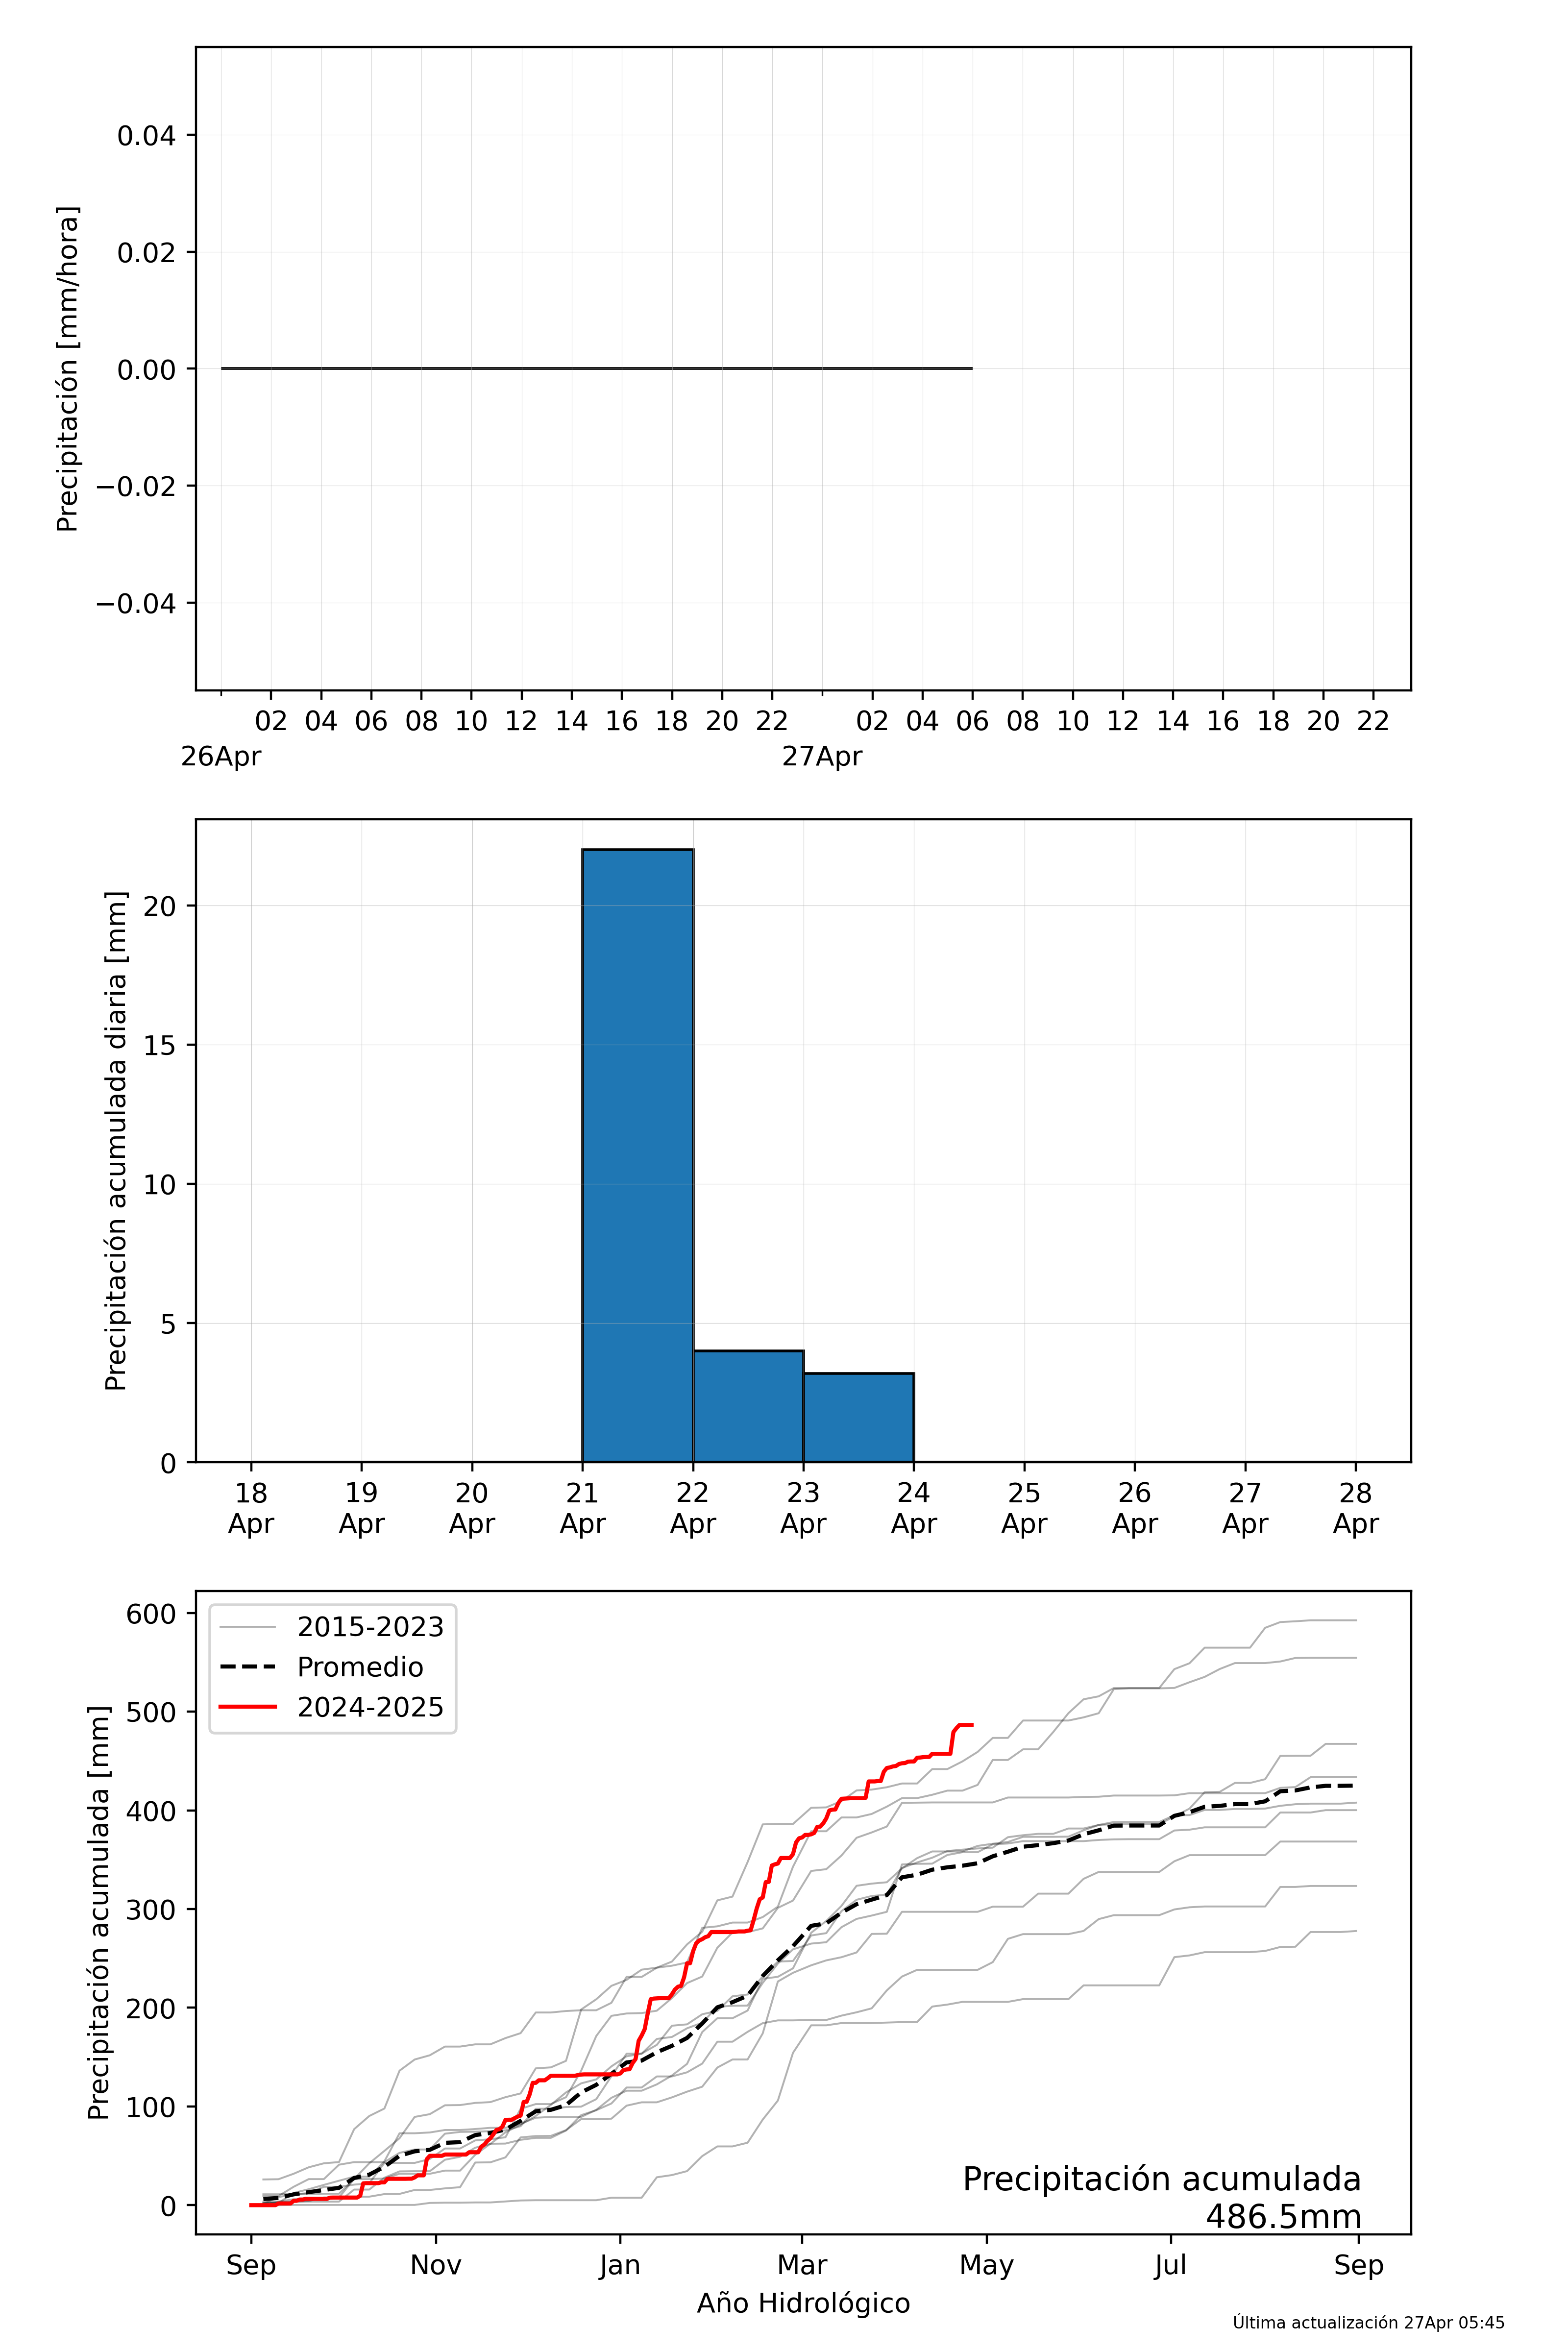 Precipitación [mm/hora]
0.04
0.02
0.00
−0.02
−0.04
02 04 06 08 10 12 14 16 18 20 22 02 04 06 08 10 12 14 16 18 20 22
26Apr 27Apr
Precipitación acumulada diaria [mm]
20
15
10
5
0
18 19 20 21 22 23 24 25 26 27 28
Apr Apr Apr Apr Apr Apr Apr Apr Apr Apr Apr
Precipitación acumulada [mm]
600
500
400
300
200
100
0
2015-2023
Promedio
2024-2025
Precipitación acumulada
486.5mm
Sep Nov Jan Mar May Jul Sep
Año Hidrológico
Última actualización 27Apr 05:45